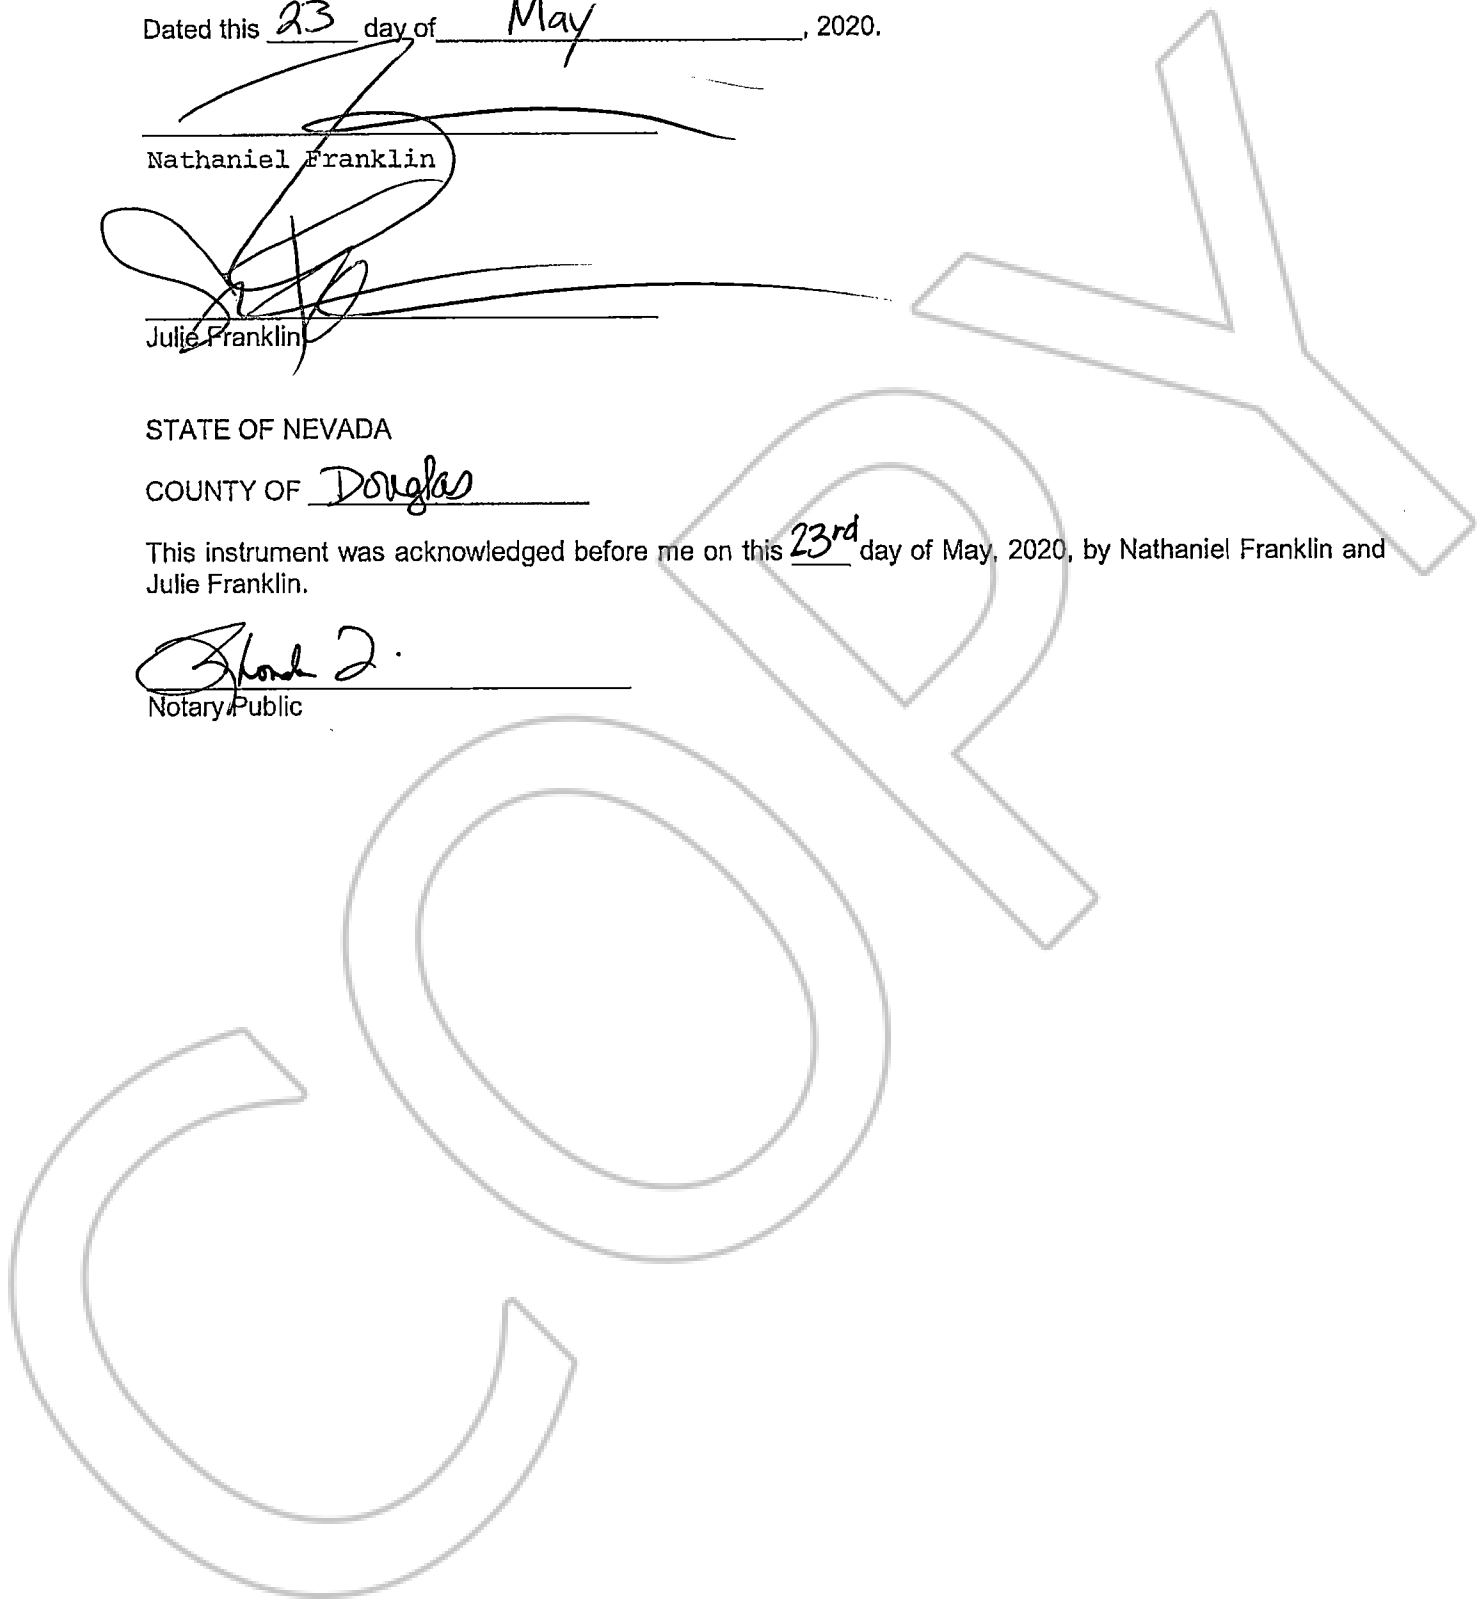 Dated this 23 day of May, 2020.
Nathaniel Franklin
Julie Franklin
STATE OF NEVADA
COUNTY OF Douglas
This instrument was acknowledged before me on this 23rd day of May, 2020, by Nathaniel Franklin and
Julie Franklin.
Notary Public
COPY